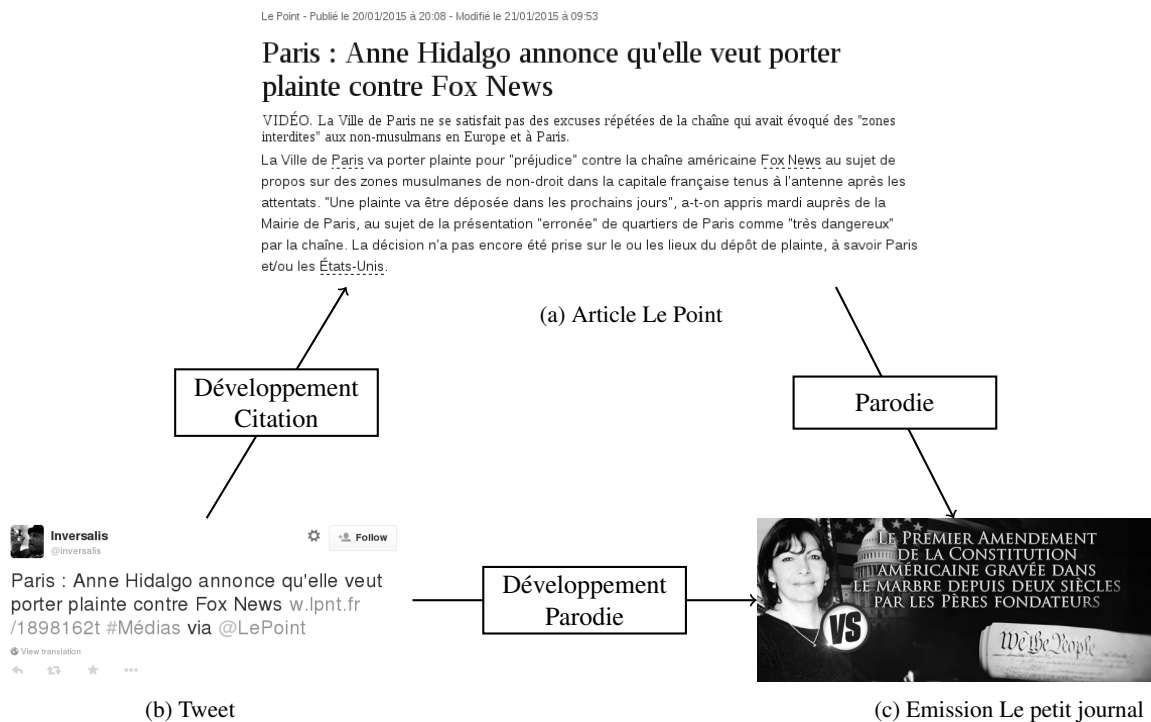 Le Point - Publié le 20/01/2015 à 20:08 - Modifié le 21/01/2015 à 09:53
Paris : Anne Hidalgo annonce qu'elle veut porter
plainte contre Fox News
VIDÉO. La Ville de Paris ne se satisfait pas des excuses répétées de la chaîne qui avait évoqué des "zones
interdites" aux non-musulmans en Europe et à Paris.
La Ville de Paris va porter plainte pour "préjudice" contre la chaîne américaine Fox News au sujet de
propos sur des zones musulmanes de non-droit dans la capitale française tenus à l'antenne après les
attentats. "Une plainte va être déposée dans les prochains jours", a-t-on appris mardi auprès de la
Mairie de Paris, au sujet de la présentation "erronée" de quartiers de Paris comme "très dangereux"
par la chaîne. La décision n'a pas encore été prise sur le ou les lieux du dépôt de plainte, à savoir Paris
et/ou les États-Unis.
(a) Article Le Point
Développement
Citation
Parodie
Inversalis
@inversalis
Follow
Paris : Anne Hidalgo annonce qu'elle veut
porter plainte contre Fox News w.lpnt.fr
/1898162t #Médias via @LePoint
View translation
(b) Tweet
Développement
Parodie
LE PREMIER AMENDEMENT
DE LA CONSTITUTION
AMÉRICAINE GRAVÉE DANS
LE MARBRE DEPUIS DEUX SIÈCLES
PAR LES PÈRES FONDATEURS
VS
We the People
(c) Emission Le petit journal